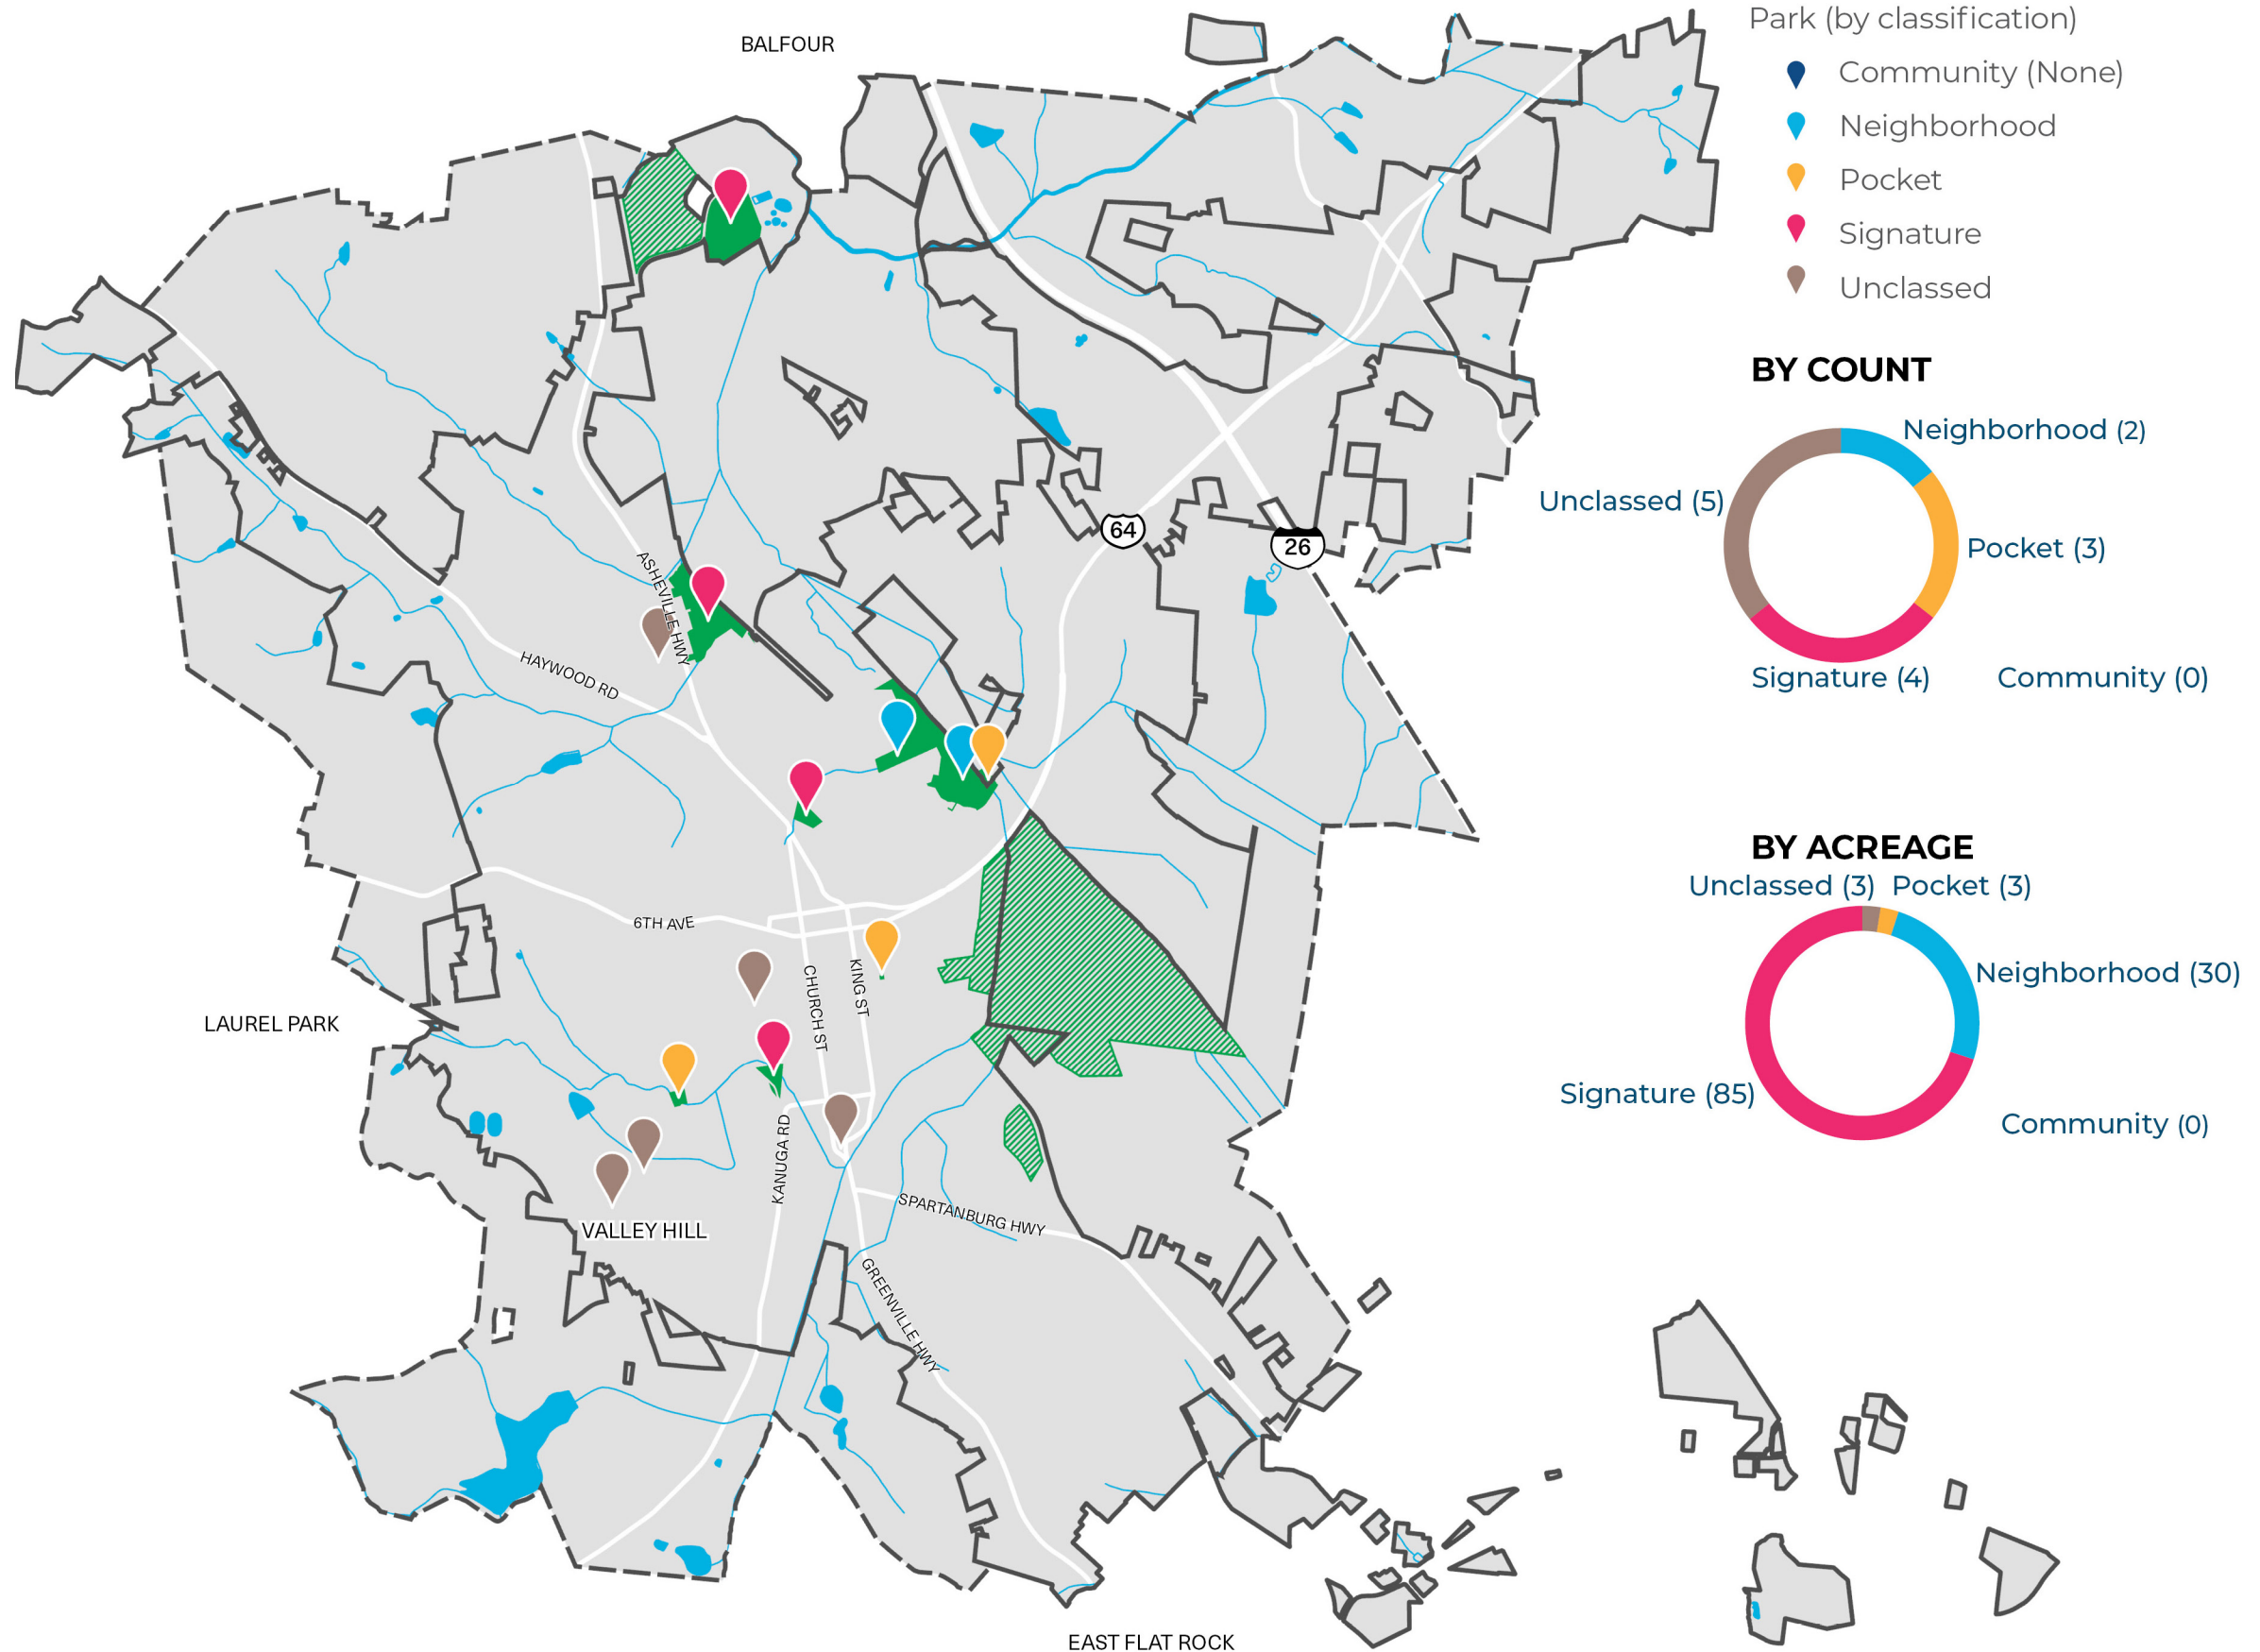 BALFOUR
Park (by classification)
Community (None)
Neighborhood
Pocket
Signature
Unclassed
BY COUNT
Neighborhood (2)
Unclassed (5)
Pocket (3)
Signature (4)
Community (0)
64
26
ASHEVILLE HWY
HAYWOOD RD
BY ACREAGE
Unclassed (3)
Pocket (3)
Neighborhood (30)
Signature (85)
Community (0)
6TH AVE
CHURCH ST
KING ST
LAUREL PARK
KANUGA RD
SPARTANBURG HWY
VALLEY HILL
GREENVILLE HWY
EAST FLAT ROCK